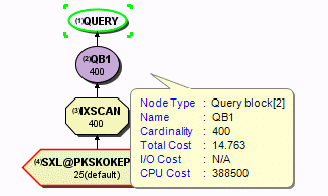 (1)QUERY
(2)QB1
400
(3)IXSCAN
400
(4)SXL@PKSKOKEP
25(default)
Node Type : Query block[2]
Name : QB1
Cardinality : 400
Total Cost : 14.763
I/O Cost : N/A
CPU Cost : 388500